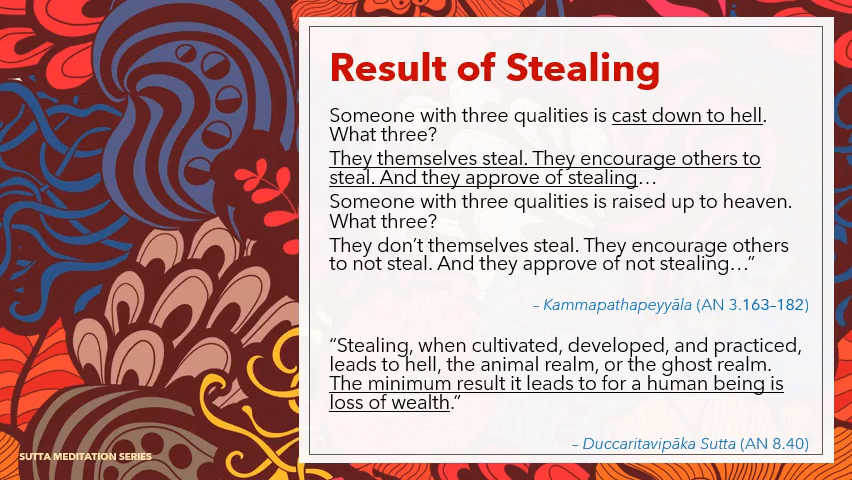 Result of Stealing
Someone with three qualities is cast down to hell.
What three?
They themselves steal. They encourage others to
steal. And they approve of stealing…
Someone with three qualities is raised up to heaven.
What three?
They don’t themselves steal. They encourage others
to not steal. And they approve of not stealing…”
– Kammapathapeyyāla (AN 3.163–182)
“Stealing, when cultivated, developed, and practiced,
leads to hell, the animal realm, or the ghost realm.
The minimum result it leads to for a human being is
loss of wealth.”
– Duccaritavipāka Sutta (AN 8.40)
SUTTA MEDITATION SERIES